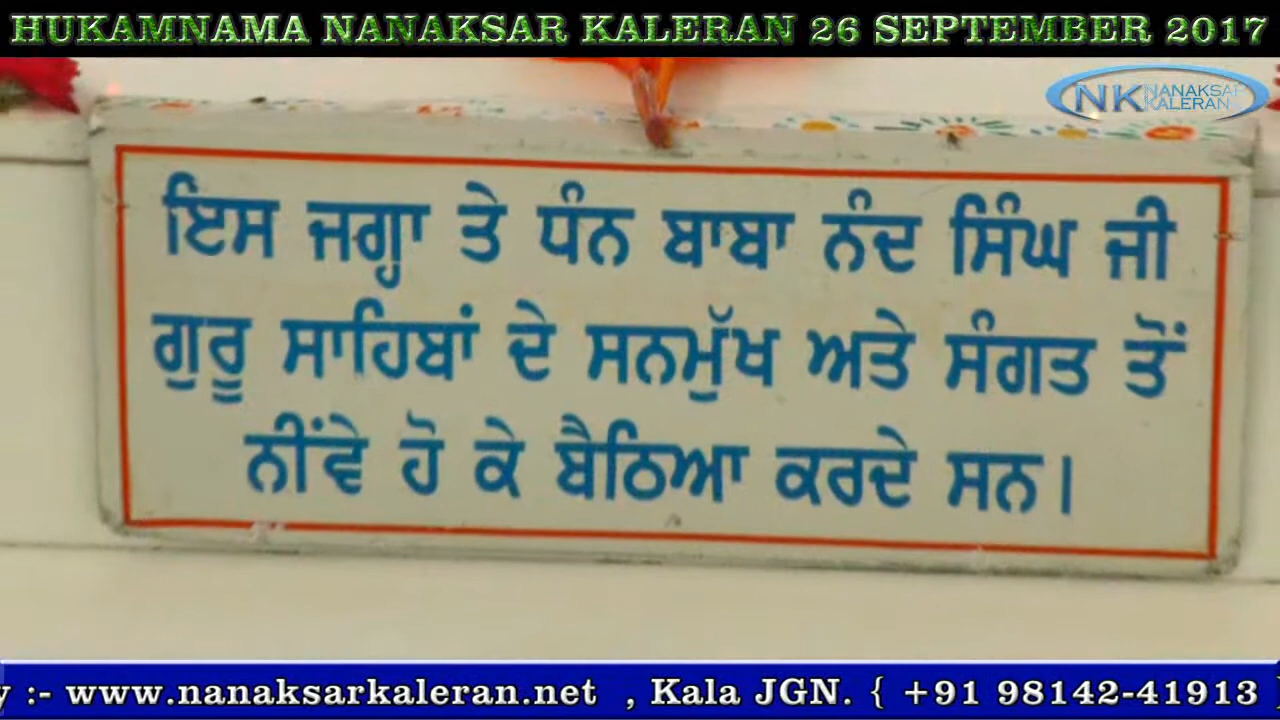 HUKAMNAMA NANAKSAR KALERAN 26 SEPTEMBER 2017
NK NANAKSAR
KALERAN
ਇਸ ਜਗ੍ਹਾ ਤੇ ਧੰਨ ਬਾਬਾ ਨੰਦ ਸਿੰਘ ਜੀ
ਗੁਰੂ ਸਾਹਿਬਾਂ ਦੇ ਸਨਮੁੱਖ ਅਤੇ ਸੰਗਤ ਤੋਂ
ਨੀਂਵੇ ਹੋ ਕੇ ਬੈਠਿਆ ਕਰਦੇ ਸਨ।
y :- www.nanaksarkaleran.net , Kala JGN. { +91 98142-41913 }